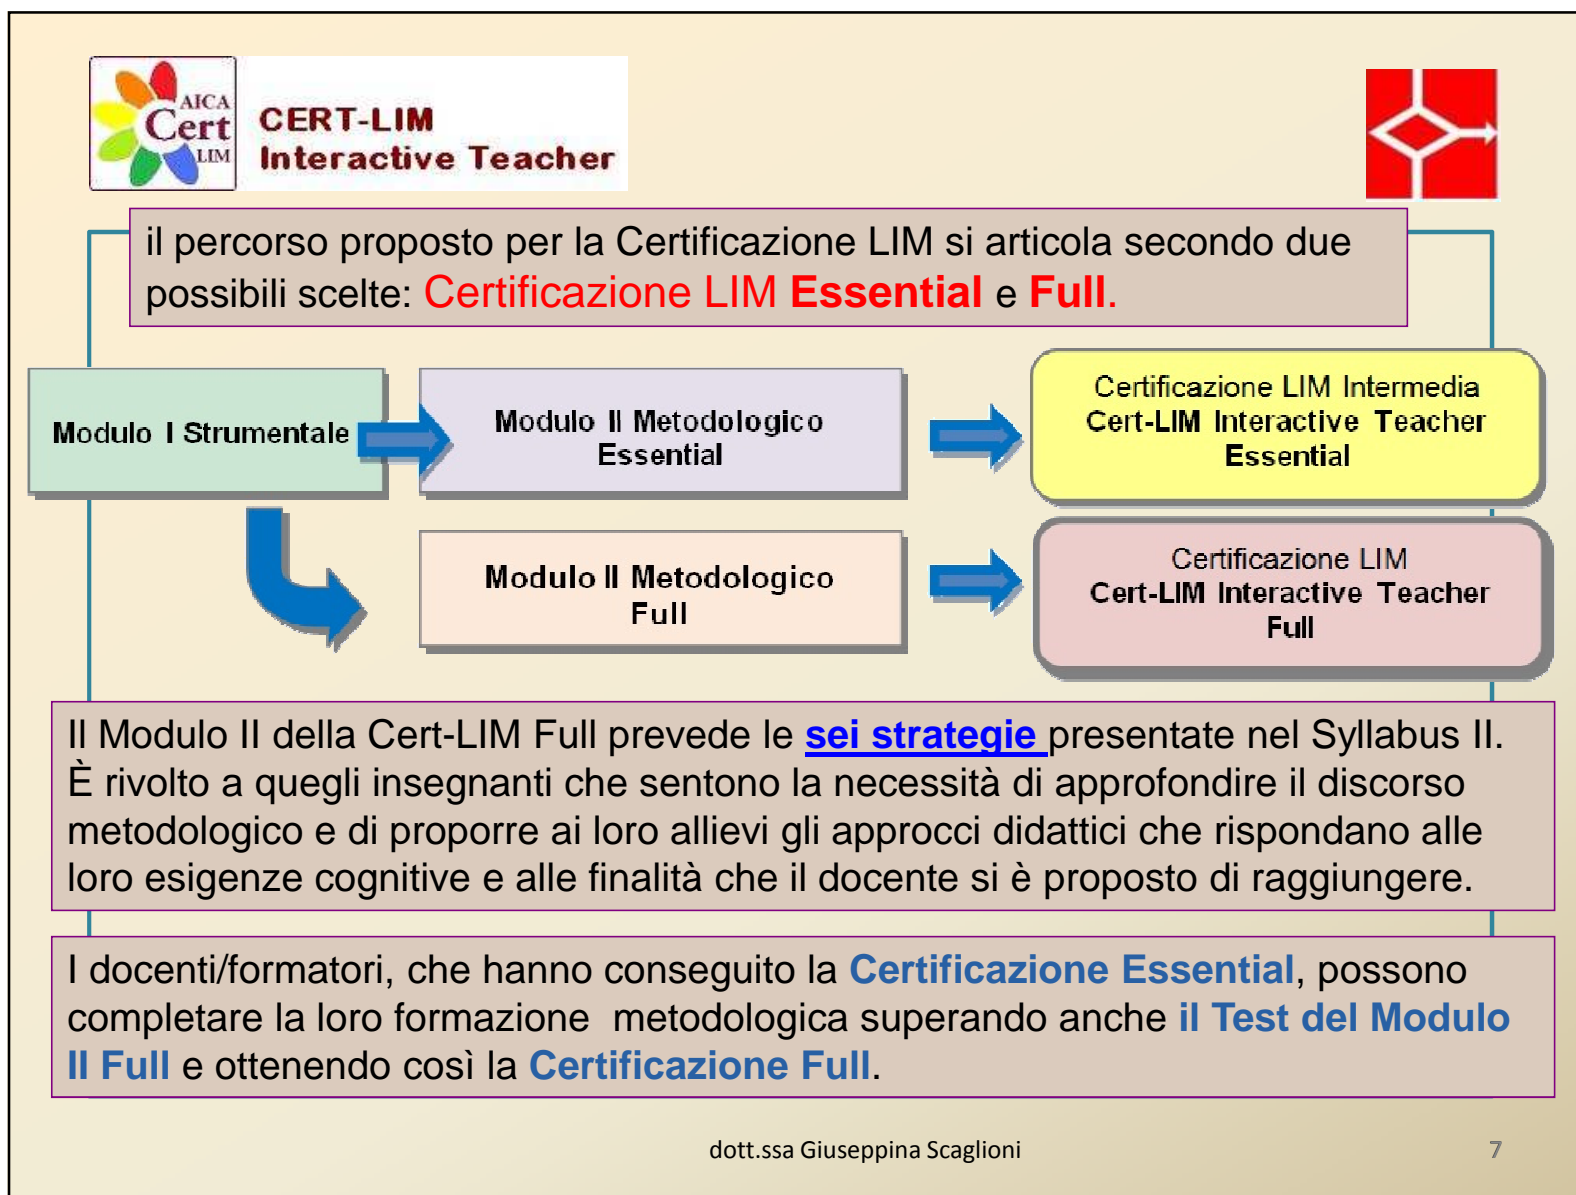 AICA
Cert
LIM
CERT-LIM
Interactive Teacher
il percorso proposto per la Certificazione LIM si articola secondo due
possibili scelte: Certificazione LIM Essential e Full.
Modulo I Strumentale
Modulo II Metodologico
Essential
Certificazione LIM Intermedia
Cert-LIM Interactive Teacher
Essential
Modulo II Metodologico
Full
Certificazione LIM
Cert-LIM Interactive Teacher
Full
Il Modulo II della Cert-LIM Full prevede le sei strategie presentate nel Syllabus II.
È rivolto a quegli insegnanti che sentono la necessità di approfondire il discorso
metodologico e di proporre ai loro allievi gli approcci didattici che rispondano alle
loro esigenze cognitive e alle finalità che il docente si è proposto di raggiungere.
I docenti/formatori, che hanno conseguito la Certificazione Essential, possono
completare la loro formazione metodologica superando anche il Test del Modulo
II Full e ottenendo così la Certificazione Full.
dott.ssa Giuseppina Scaglioni
7